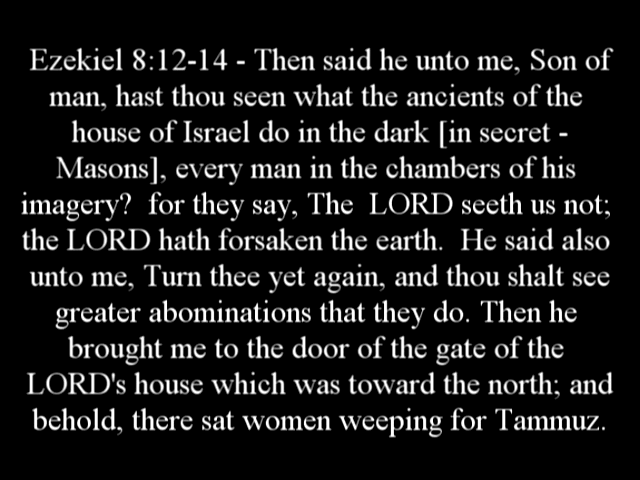 Ezekiel 8:12-14 - Then said he unto me, Son of
man, hast thou seen what the ancients of the
house of Israel do in the dark [in secret -
Masons], every man in the chambers of his
imagery?  for they say, The  LORD seeth us not;
the LORD hath forsaken the earth.  He said also
unto me, Turn thee yet again, and thou shalt see
greater abominations that they do. Then he
brought me to the door of the gate of the
LORD's house which was toward the north; and
behold, there sat women weeping for Tammuz.